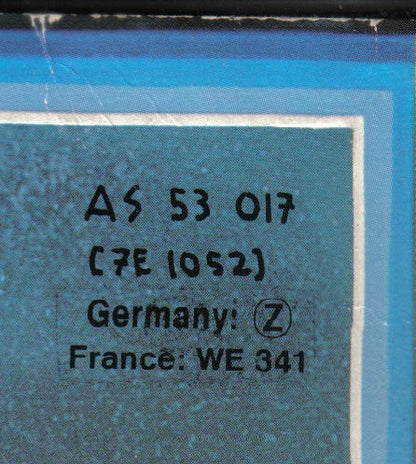 AS 53 017
(7E 1052)
Germany: Z
France: WE 341